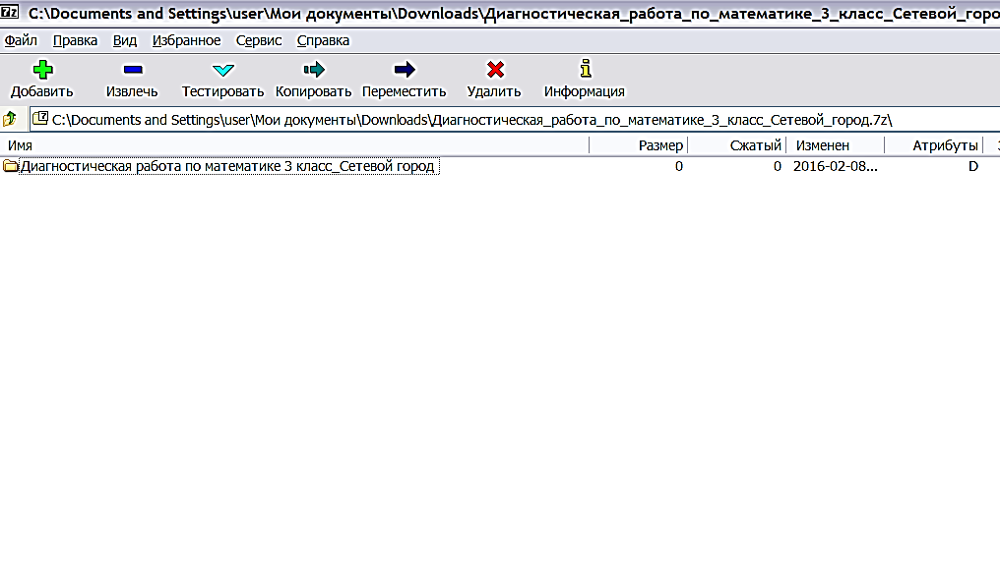 C:\Documents and Settings\user\Мои документы\Downloads\Диагностическая_работа_по_математике_3_класс_Сетевой_горо
Файл Правка Вид Избранное Сервис Справка
Добавить Извлечь Тестировать Копировать Переместить Удалить Информация
C:\Documents and Settings\user\Мои документы\Downloads\Диагностическая_работа_по_математике_3_класс_Сетевой_город.7z\
Имя Размер Сжатый Изменен Атрибуты
Диагностическая работа по математике 3 класс_Сетевой город 0 0 2016-02-08... D